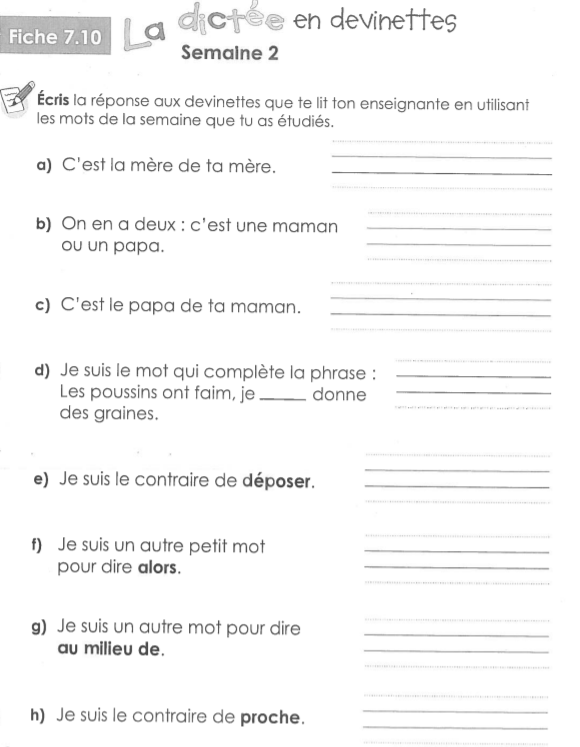 Fiche 7.10
La dictée en devinettes
Semaine 2
Écris la réponse aux devinettes que te lit ton enseignante en utilisant
les mots de la semaine que tu as étudiés.
a) C'est la mère de ta mère.
b) On en a deux : c'est une maman
ou un papa.
c) C'est le papa de ta maman.
d) Je suis le mot qui complète la phrase :
Les poussins ont faim, je ______ donne
des graines.
e) Je suis le contraire de déposer.
f) Je suis un autre petit mot
pour dire alors.
g) Je suis un autre mot pour dire
au milieu de.
h) Je suis le contraire de proche.